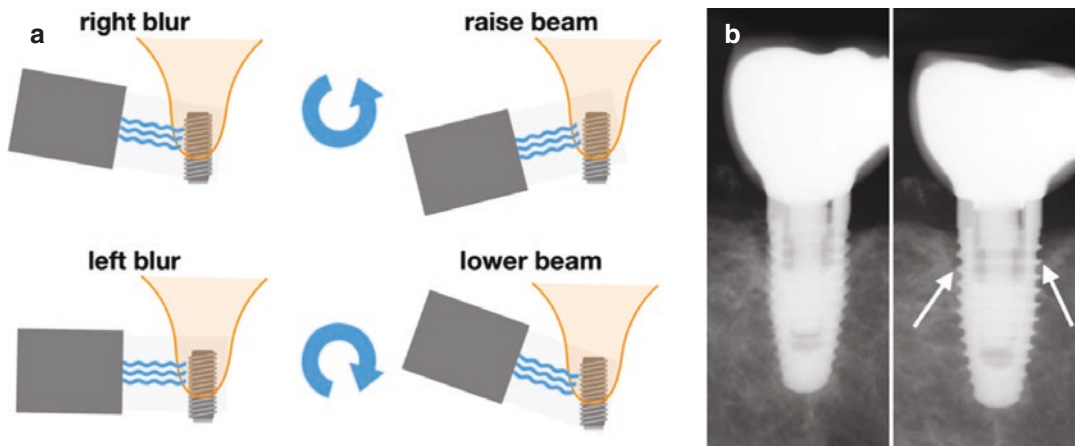 a
right blur
raise beam
left blur
lower beam
b